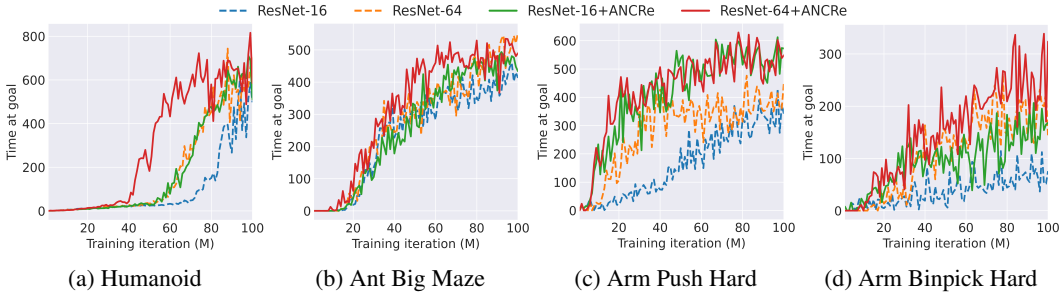 ResNet-16 ResNet-64 ResNet-16+ANCRe ResNet-64+ANCRe
Time at goal
800
600
400
200
0
20 40 60 80 100
Training iteration (M)
(a) Humanoid
Time at goal
500
400
300
200
100
0
20 40 60 80 100
Training iteration (M)
(b) Ant Big Maze
Time at goal
600
500
400
300
200
100
0
20 40 60 80 100
Training iteration (M)
(c) Arm Push Hard
Time at goal
300
200
100
0
20 40 60 80 100
Training iteration (M)
(d) Arm Binpick Hard